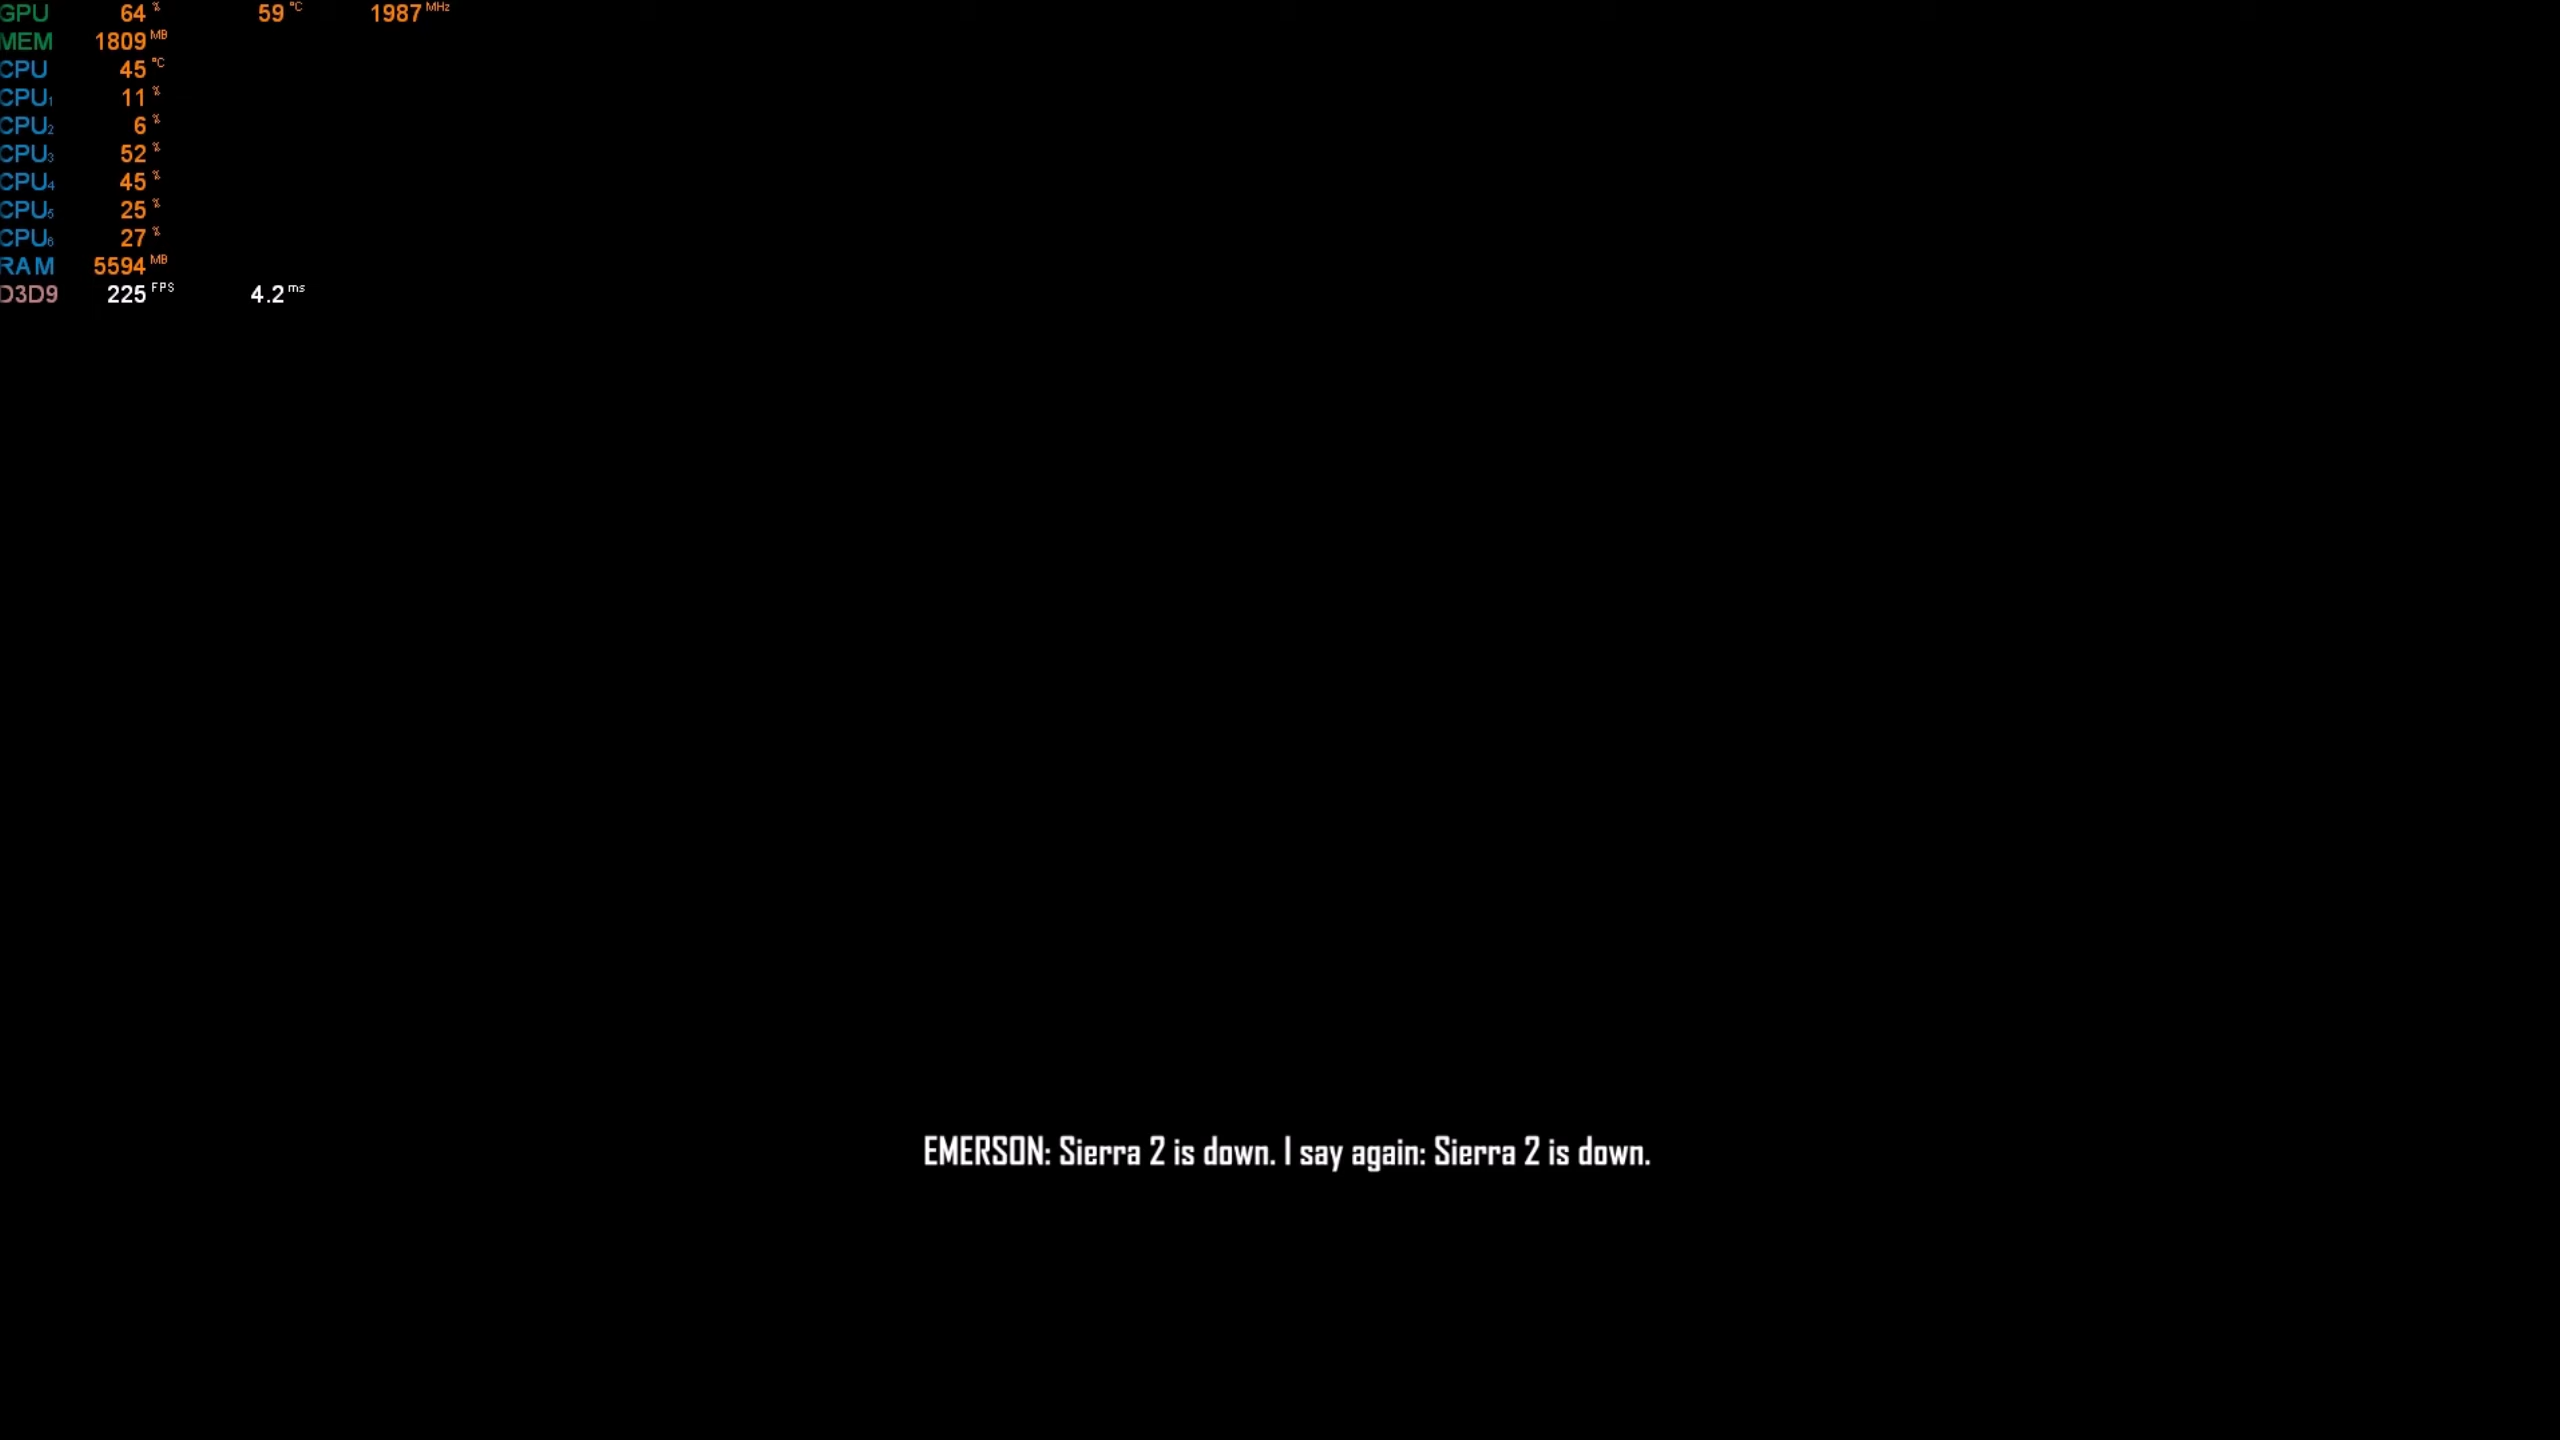 GPU 64 % 59 °C 1987 MHz
MEM 1809 MB
CPU 45 °C
CPU1 11 %
CPU2 6 %
CPU3 52 %
CPU4 45 %
CPU5 25 %
CPU6 27 %
RAM 5594 MB
D3D9 225 FPS 4.2 ms
EMERSON: Sierra 2 is down. I say again: Sierra 2 is down.